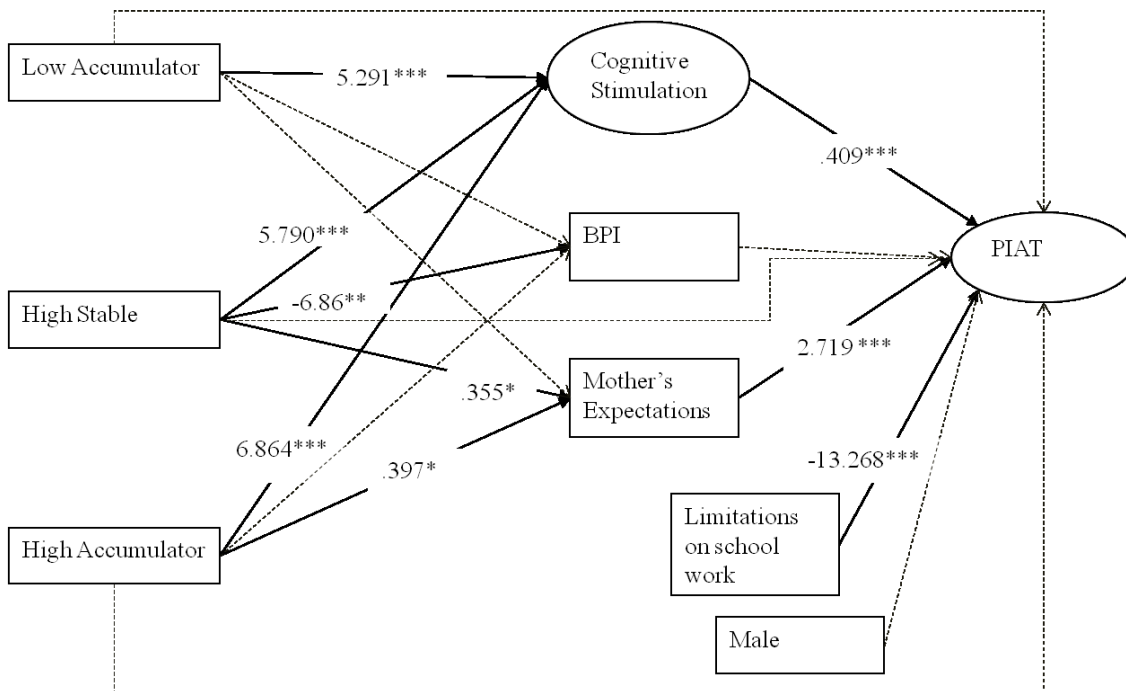 Low Accumulator
5.291***
Cognitive
Stimulation
.409***
5.790***
BPI
PIAT
High Stable
-6.86**
.355*
Mother's
Expectations
2.719 ***
6.864***
.397*
-13.268***
High Accumulator
Limitations
on school
work
Male